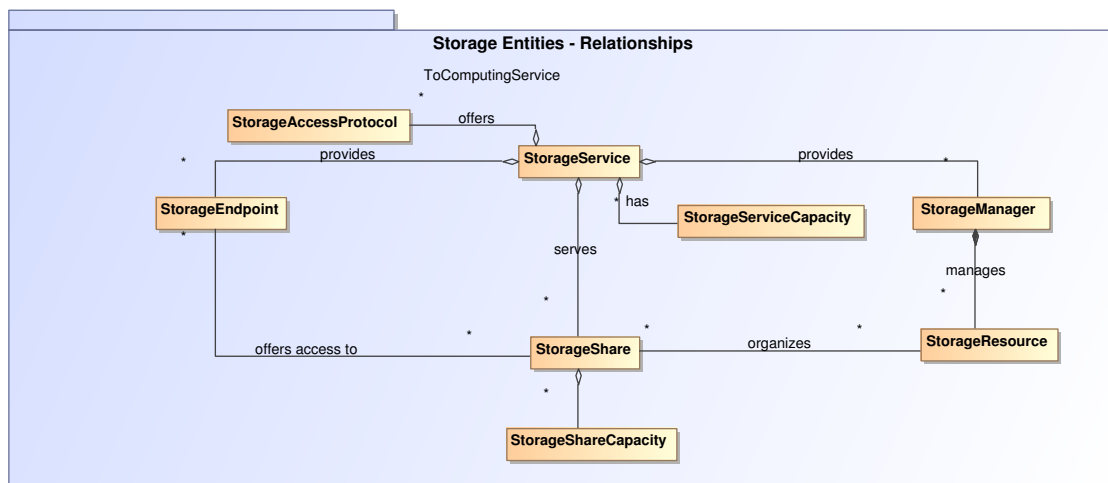 Storage Entities - Relationships
ToComputingService
*
StorageAccessProtocol
offers
StorageService
*
provides
provides
*
StorageEndpoint
*
* has
StorageServiceCapacity
StorageManager
serves
manages
*
*
*
offers access to
StorageShare
*
organizes
*
StorageResource
*
StorageShareCapacity